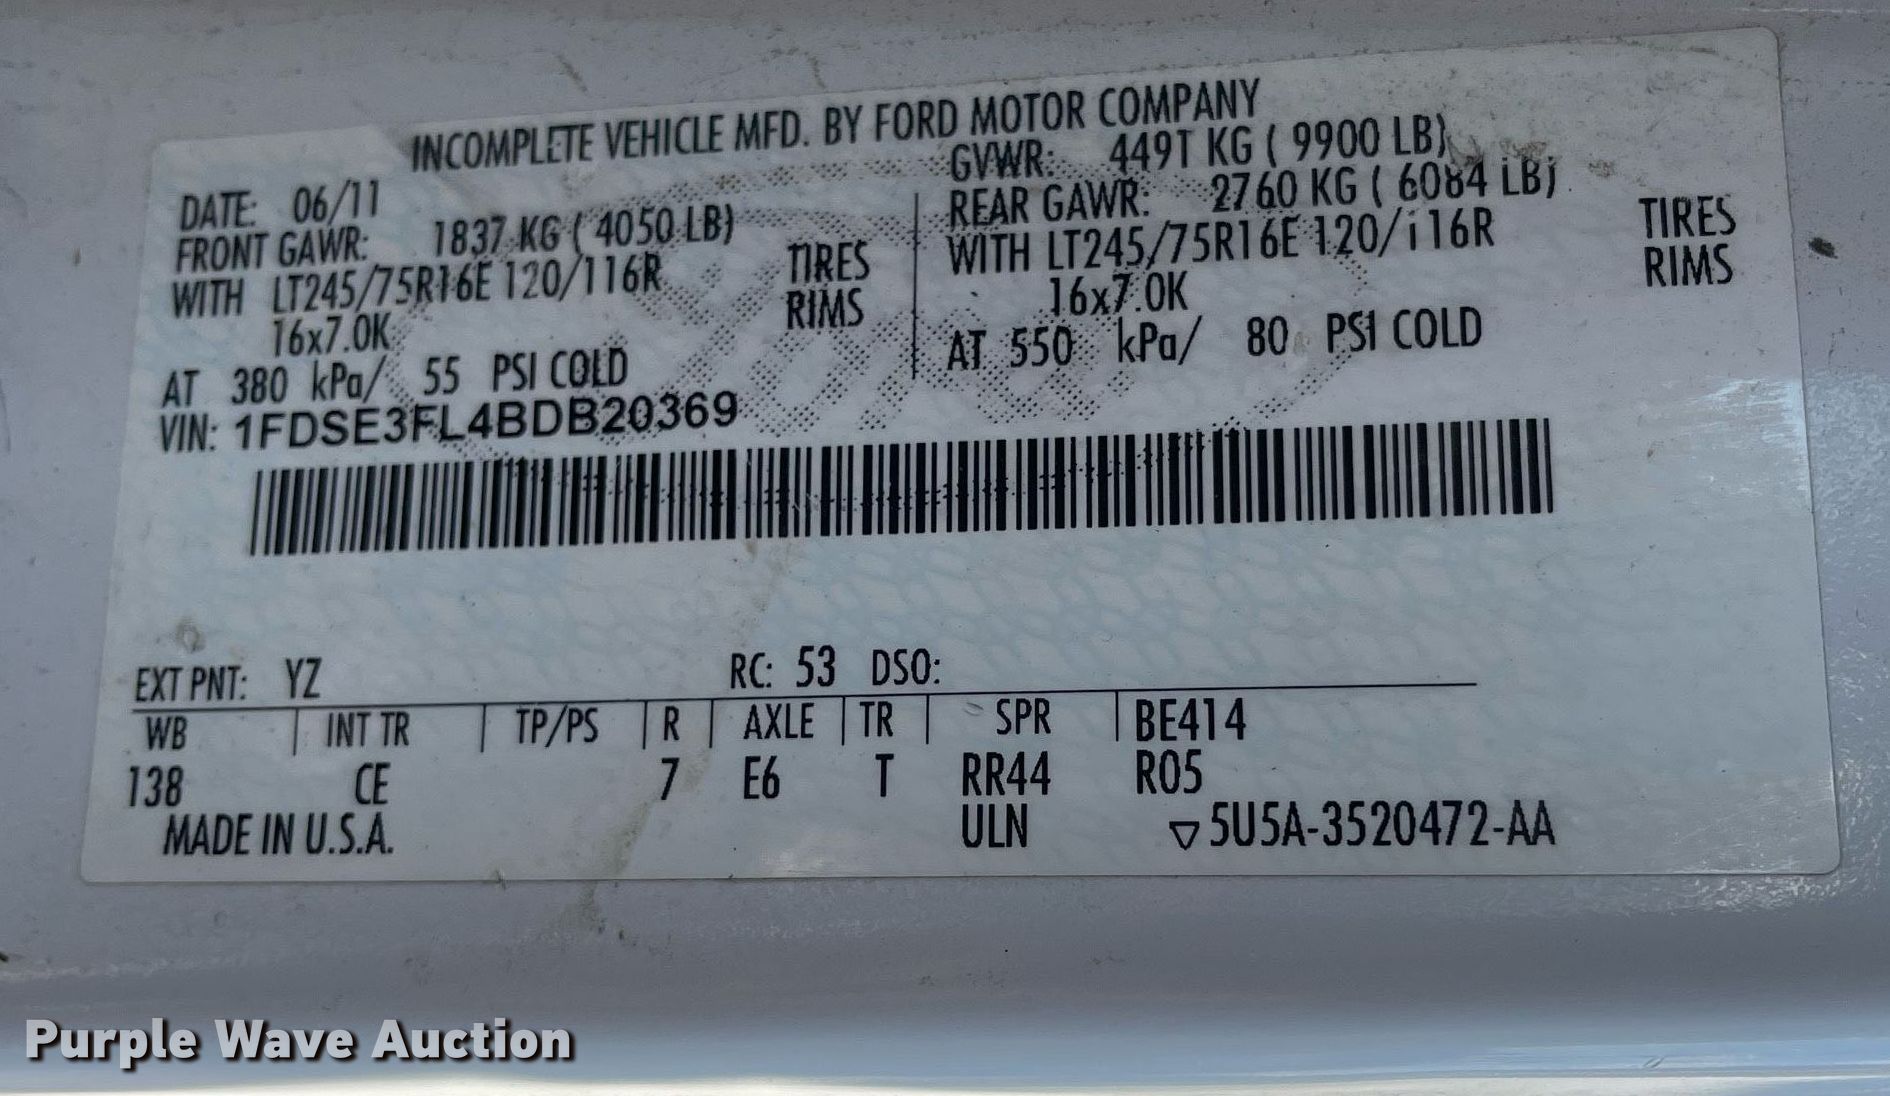 INCOMPLETE VEHICLE MFD. BY FORD MOTOR COMPANY
DATE: 06/11
GVWR: 4491 KG ( 9900 LB)
FRONT GAWR: 1837 KG ( 4050 LB)
REAR GAWR: 2760 KG ( 6084 LB)
WITH LT245/75R16E 120/116R TIRES
WITH LT245/75R16E 120/116R TIRES
16x7.0K RIMS
16x7.0K RIMS
AT 380 kPa/ 55 PSI COLD
AT 550 kPa/ 80 PSI COLD
VIN: 1FDSE3FL4BDB20369
EXT PNT: YZ RC: 53 DSO:
WB INT TR TP/PS R AXLE TR SPR BE414
138 CE 7 E6 T RR44 R05
MADE IN U.S.A. ULN ▽5U5A-3520472-AA
Purple Wave Auction